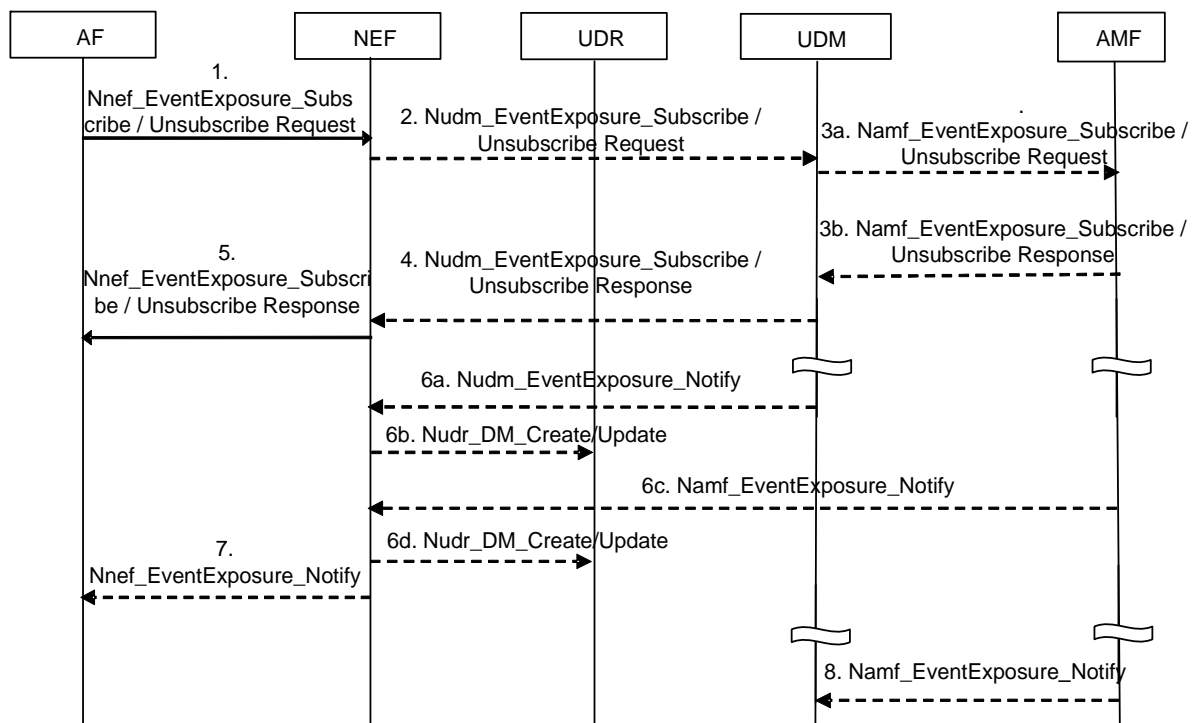 AF
NEF
UDR
UDM
AMF
1.
Nnef_EventExposure_Subs
cribe / Unsubscribe Request
2. Nudm_EventExposure_Subscribe /
Unsubscribe Request
.
3a. Namf_EventExposure_Subscribe /
Unsubscribe Request
3b. Namf_EventExposure_Subscribe /
Unsubscribe Response
4. Nudm_EventExposure_Subscribe /
Unsubscribe Response
5.
Nnef_EventExposure_Subscri
be / Unsubscribe Response
6a. Nudm_EventExposure_Notify
6b. Nudr_DM_Create/Update
6c. Namf_EventExposure_Notify
6d. Nudr_DM_Create/Update
7.
Nnef_EventExposure_Notify
8. Namf_EventExposure_Notify